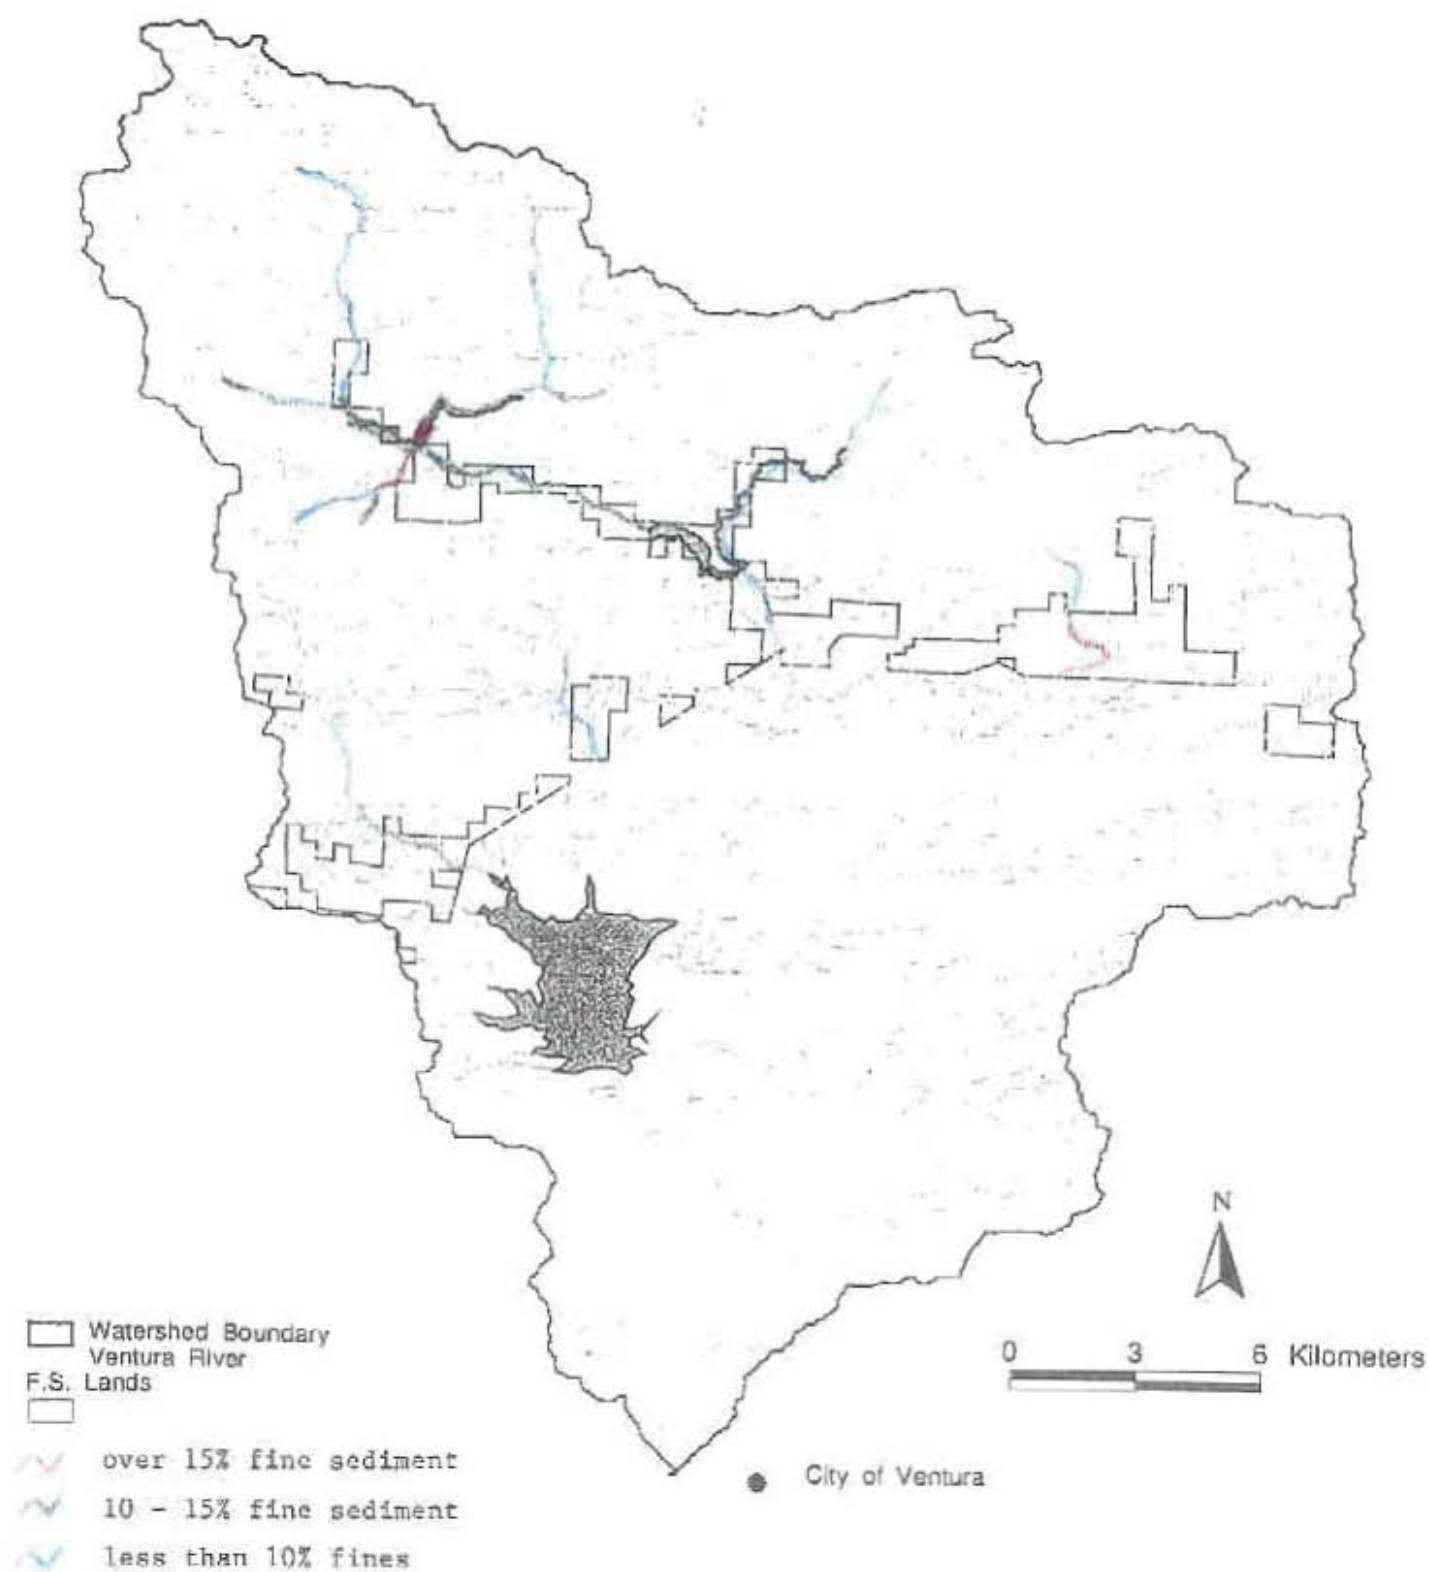 N
0 3 6 Kilometers
Watershed Boundary
Ventura River
F.S. Lands
over 15% fine sediment
10 - 15% fine sediment
less than 10% fines
City of Ventura